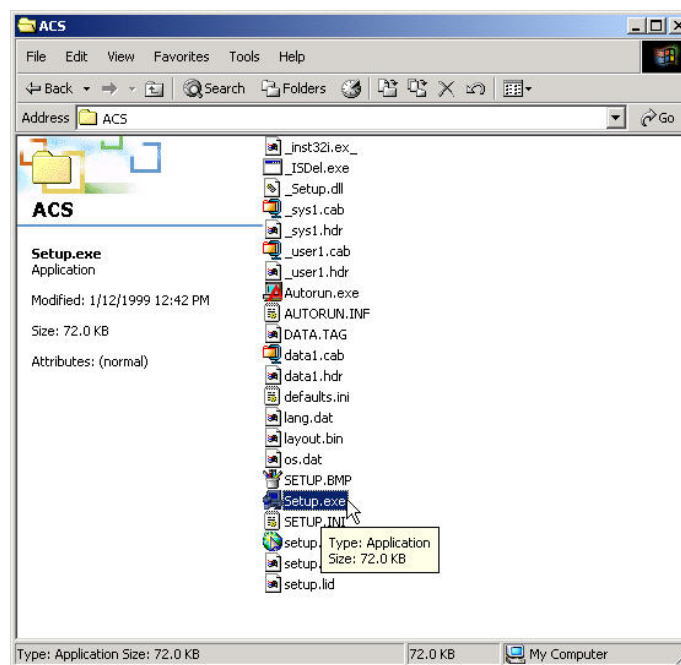 ACS
File Edit View Favorites Tools Help
Back Search Folders
Address ACS Go
ACS
Setup.exe
Application
Modified: 1/12/1999 12:42 PM
Size: 72.0 KB
Attributes: (normal)
_inst32i.ex_
_ISDel.exe
_Setup.dll
_sys1.cab
_sys1.hdr
_user1.cab
_user1.hdr
Autorun.exe
AUTORUN.INF
DATA.TAG
data1.cab
data1.hdr
defaults.ini
lang.dat
layout.bin
os.dat
SETUP.BMP
Setup.exe
SETUP.INI
setup.
setup.
setup.lid
Type: Application
Size: 72.0 KB
Type: Application Size: 72.0 KB 72.0 KB My Computer